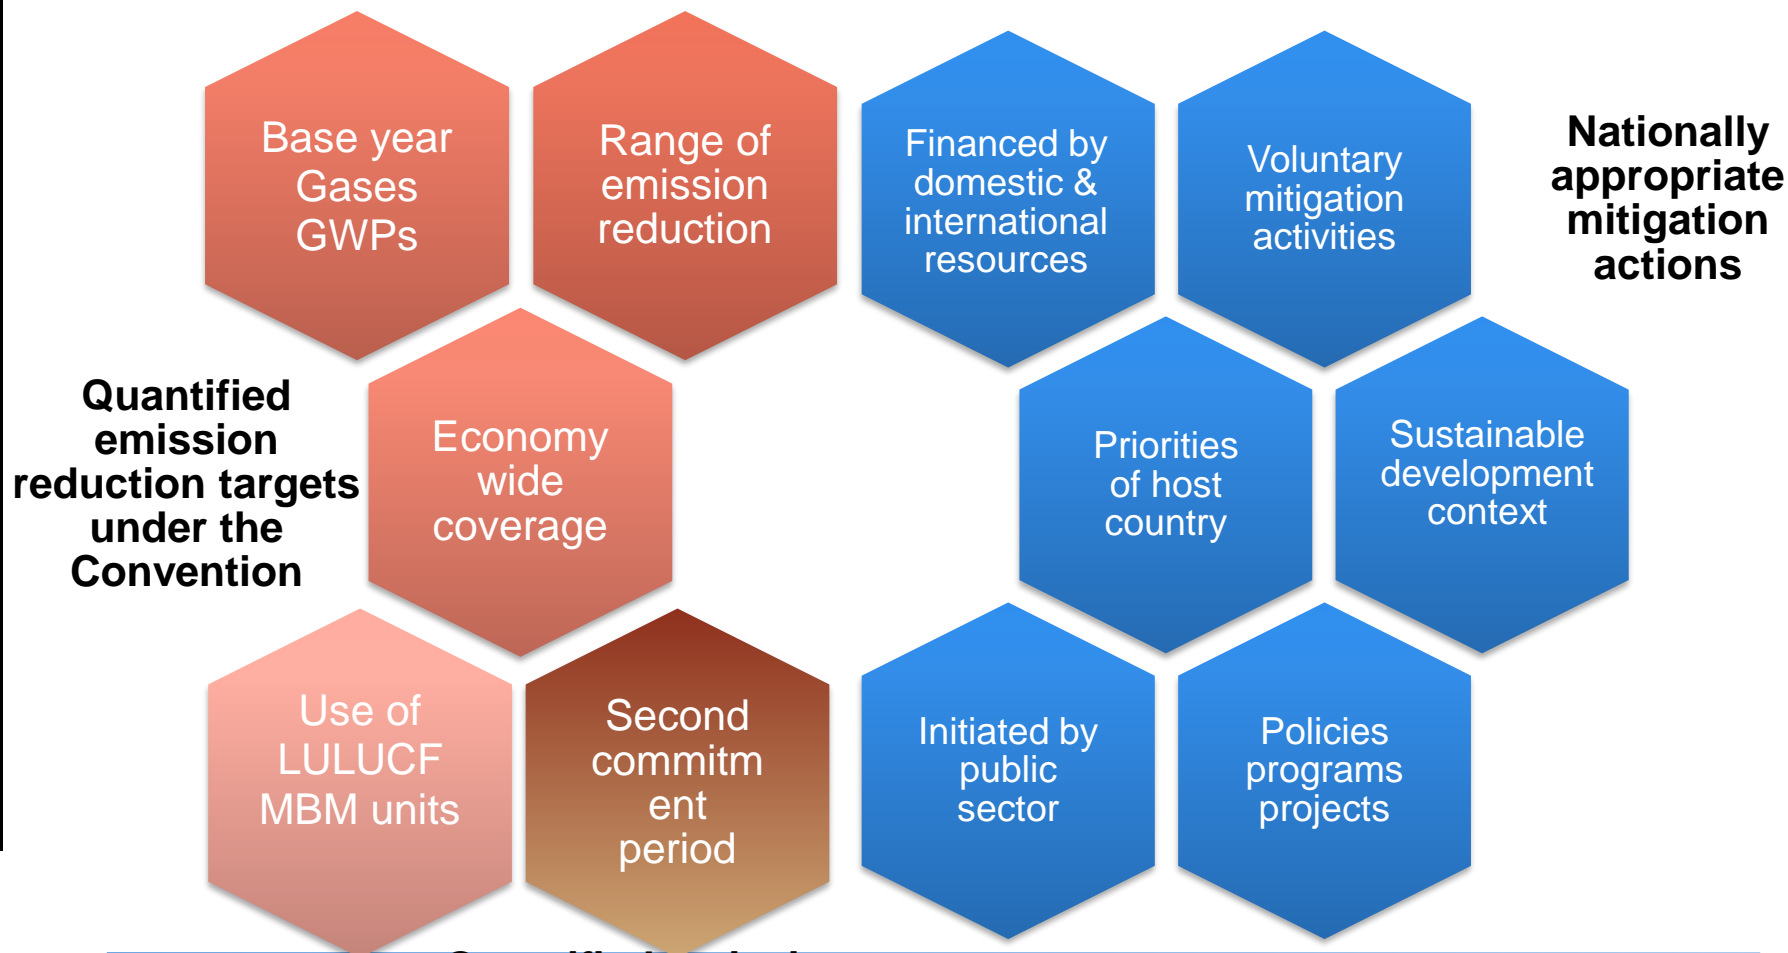 Base year
Gases
GWPs
Range of
emission
reduction
Financed by
domestic &
international
resources
Voluntary
mitigation
activities
Nationally
appropriate
mitigation
actions
Quantified
emission
reduction targets
under the
Convention
Economy
wide
coverage
Priorities
of host
country
Sustainable
development
context
Use of
LULUCF
MBM units
Second
commitm
ent
period
Initiated by
public
sector
Policies
programs
projects